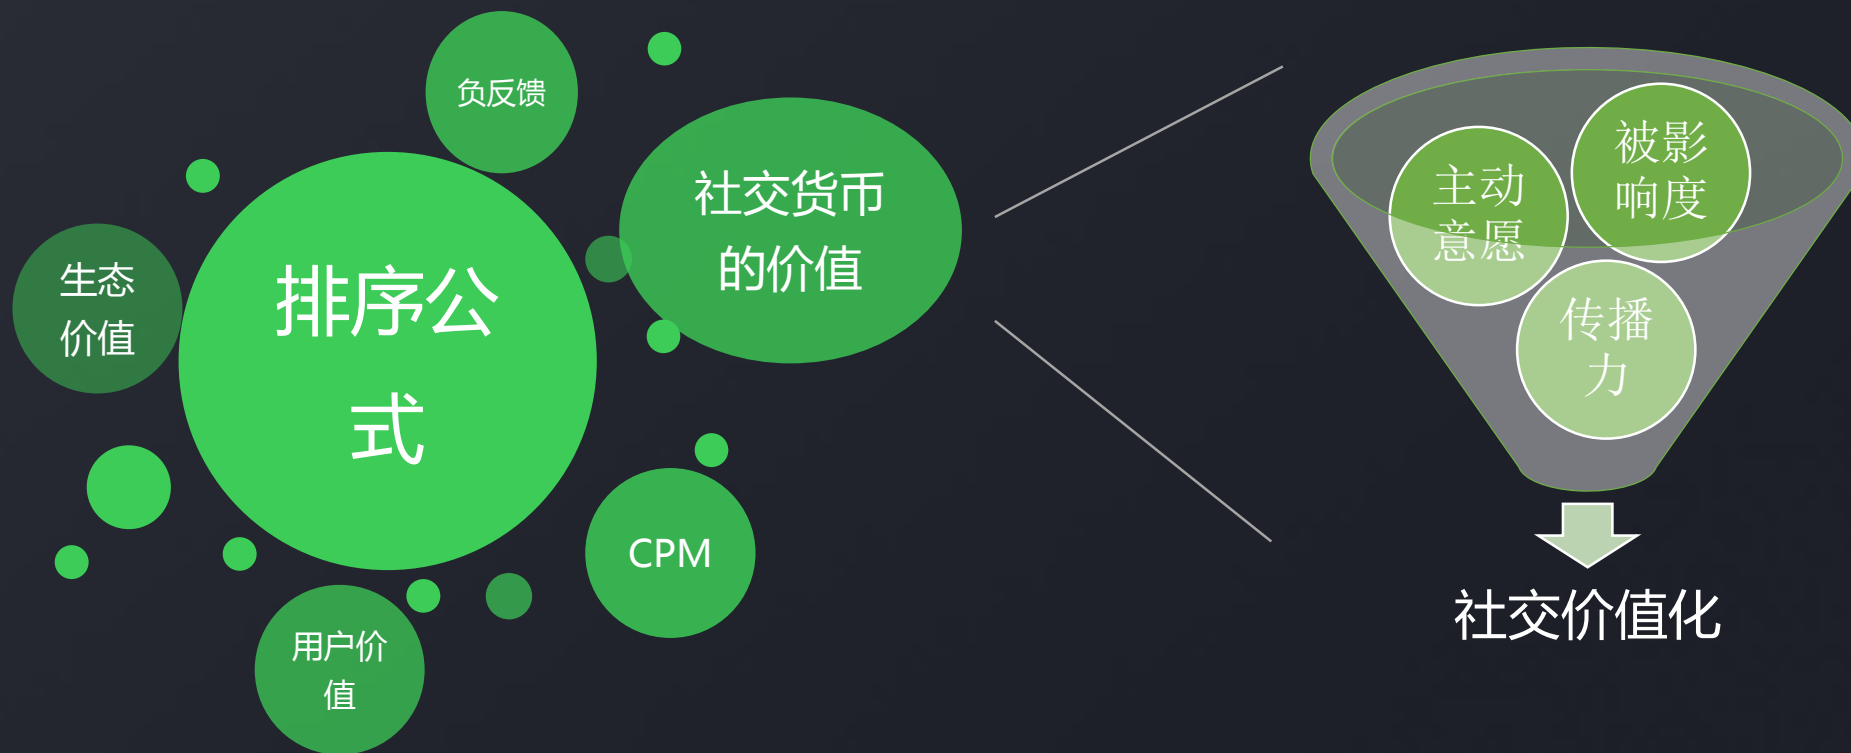 负反馈
社交货币
的价值
生态
价值
排序公
式
CPM
用户价
值
被影
响度
主动
意愿
传播
力
社交价值化